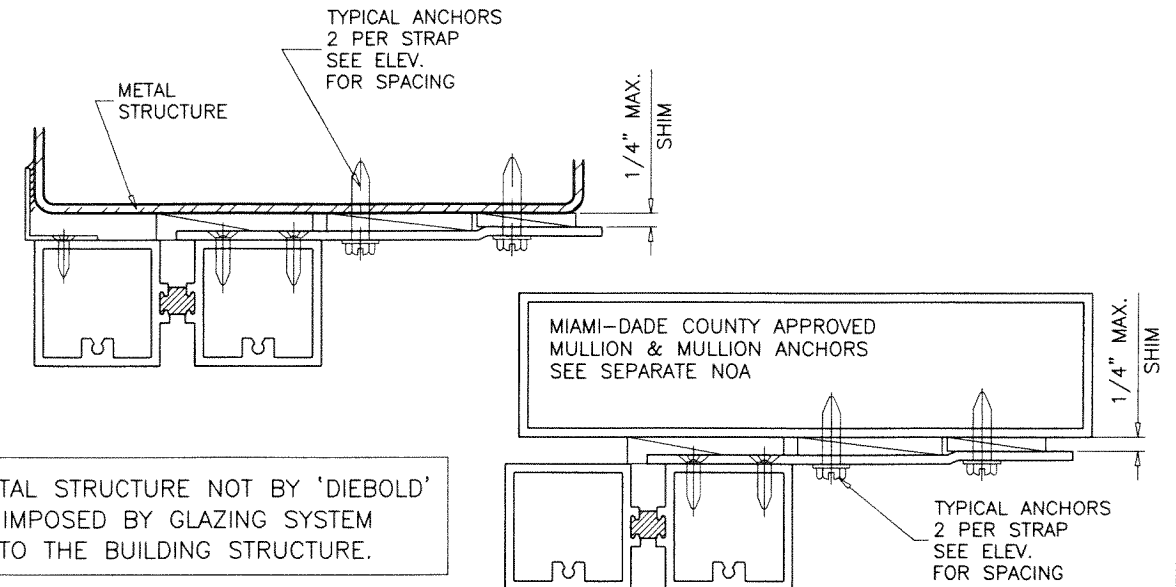 TYPICAL ANCHORS
2 PER STRAP
SEE ELEV.
FOR SPACING
METAL
STRUCTURE
1/4" MAX.
SHIM
MIAMI-DADE COUNTY APPROVED
MULLION & MULLION ANCHORS
SEE SEPARATE NOA
1/4" MAX.
SHIM
TAL STRUCTURE NOT BY 'DIEBOLD'
IMPOSED BY GLAZING SYSTEM
TO THE BUILDING STRUCTURE.
TYPICAL ANCHORS
2 PER STRAP
SEE ELEV.
FOR SPACING